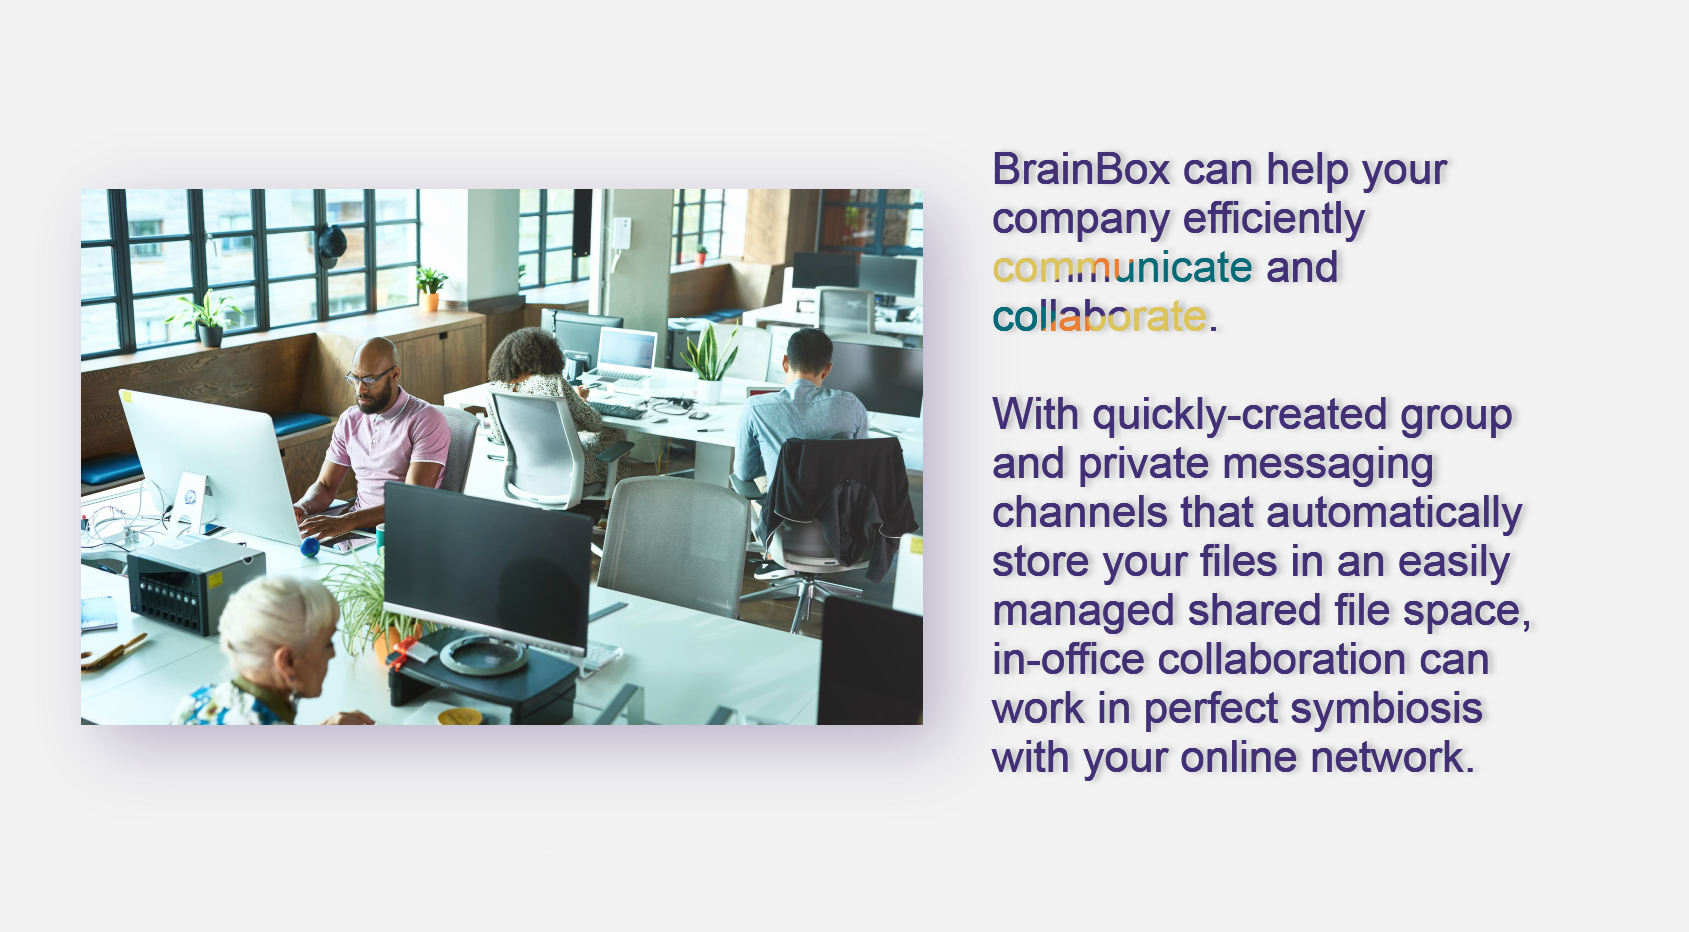 BrainBox can help your
company efficiently
communicate and
collaborate.
With quickly-created group
and private messaging
channels that automatically
store your files in an easily
managed shared file space,
in-office collaboration can
work in perfect symbiosis
with your online network.